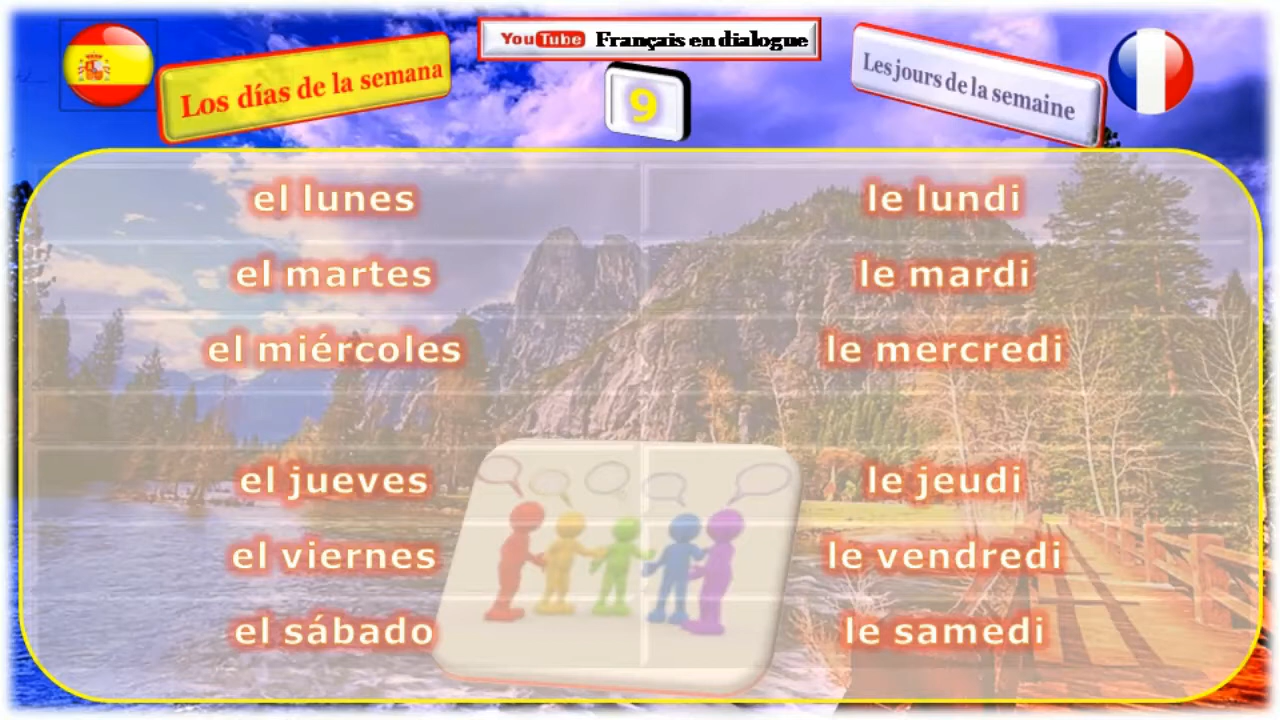 YouTube Français en dialogue
Los días de la semana
9
Les jours de la semaine
el lunes le lundi
el martes le mardi
el miércoles le mercredi
el jueves le jeudi
el viernes le vendredi
el sábado le samedi